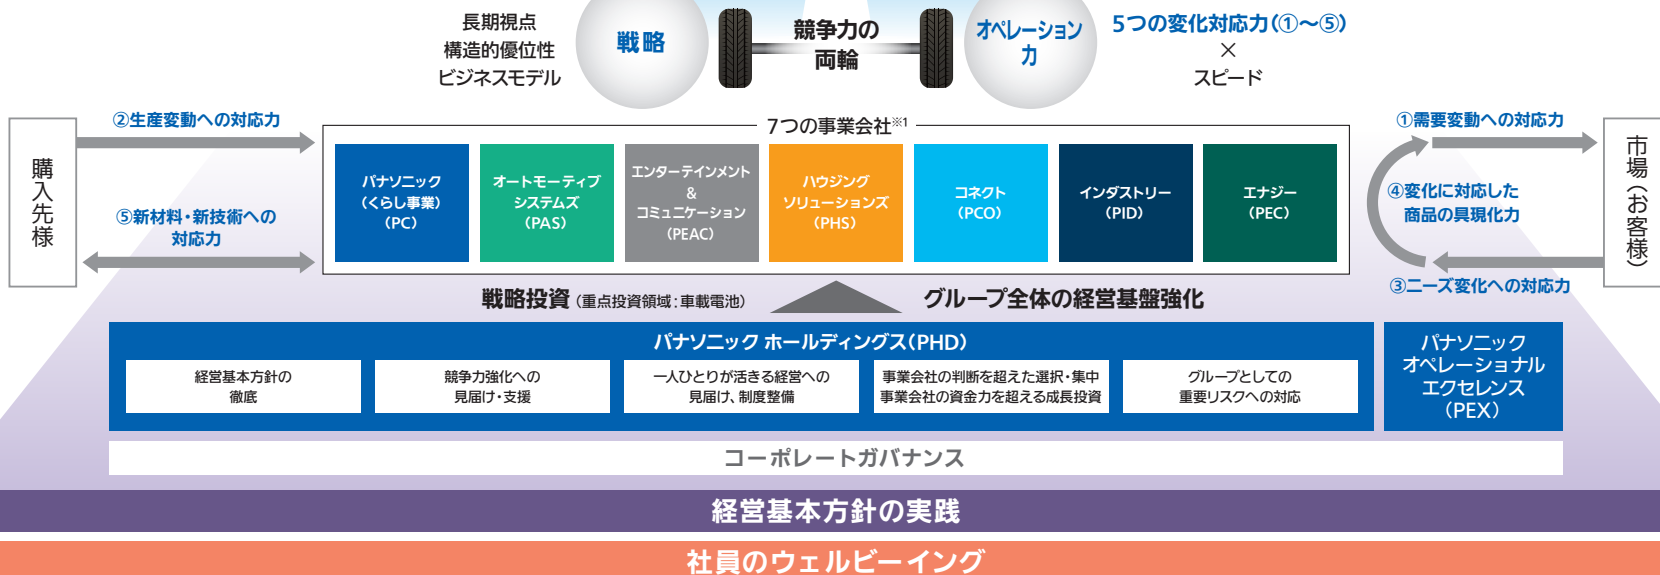 長期視点
構造的優位性
ビジネスモデル
戦略
競争力の
両輪
オペレーション
力
5つの変化対応力(①～⑤)
×
スピード
②生産変動への対応力
購入先様
⑤新材料・新技術への
対応力
7つの事業会社※1
パナソニック
(くらし事業)
(PC)
オートモーティブ
システムズ
(PAS)
エンターテインメント
&
コミュニケーション
(PEAC)
ハウジング
ソリューションズ
(PHS)
コネクト
(PCO)
インダストリー
(PID)
エナジー
(PEC)
①需要変動への対応力
④変化に対応した
商品の具現化力
③ニーズ変化への対応力
市場(お客様)
戦略投資(重点投資領域:車載電池)
グループ全体の経営基盤強化
パナソニック ホールディングス(PHD)
経営基本方針の
徹底
競争力強化への
見届け・支援
一人ひとりが活きる経営への
見届け、制度整備
事業会社の判断を超えた選択・集中
事業会社の資金力を超える成長投資
グループとしての
重要リスクへの対応
パナソニック
オペレーショナル
エクセレンス
(PEX)
コーポレートガバナンス
経営基本方針の実践
社員のウェルビーイング